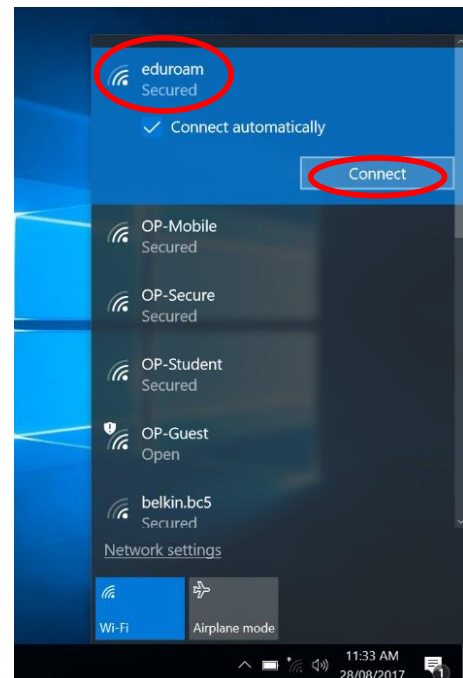 eduroam
Secured
Connect automatically
Connect
OP-Mobile
Secured
OP-Secure
Secured
OP-Student
Secured
OP-Guest
Open
belkin.bc5
Secured
Network settings
Wi-Fi
Airplane mode
11:33 AM
28/08/2017
1